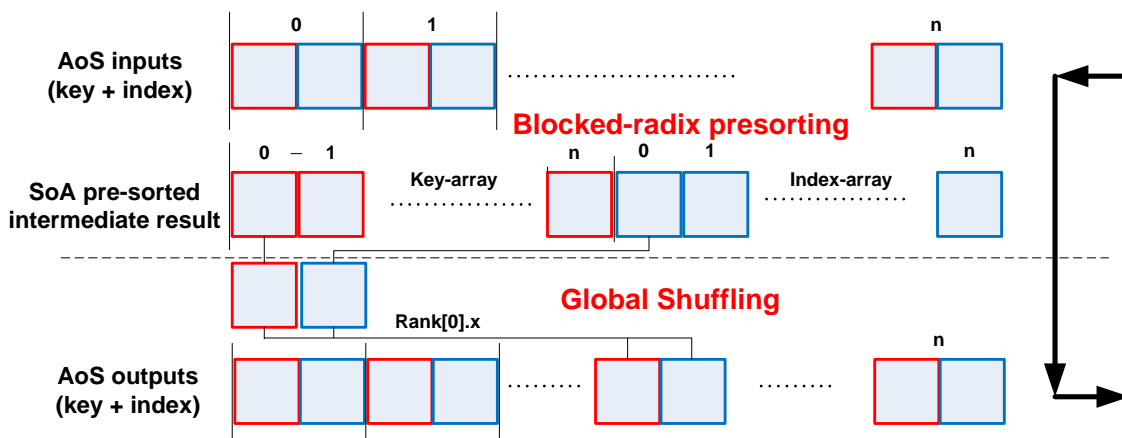 0 1 n
AoS inputs
(key + index)
Blocked-radix presorting
0 – 1 n 0 1 n
SoA pre-sorted
intermediate result
Key-array
Index-array
Global Shuffling
Rank[0].x
n
AoS outputs
(key + index)